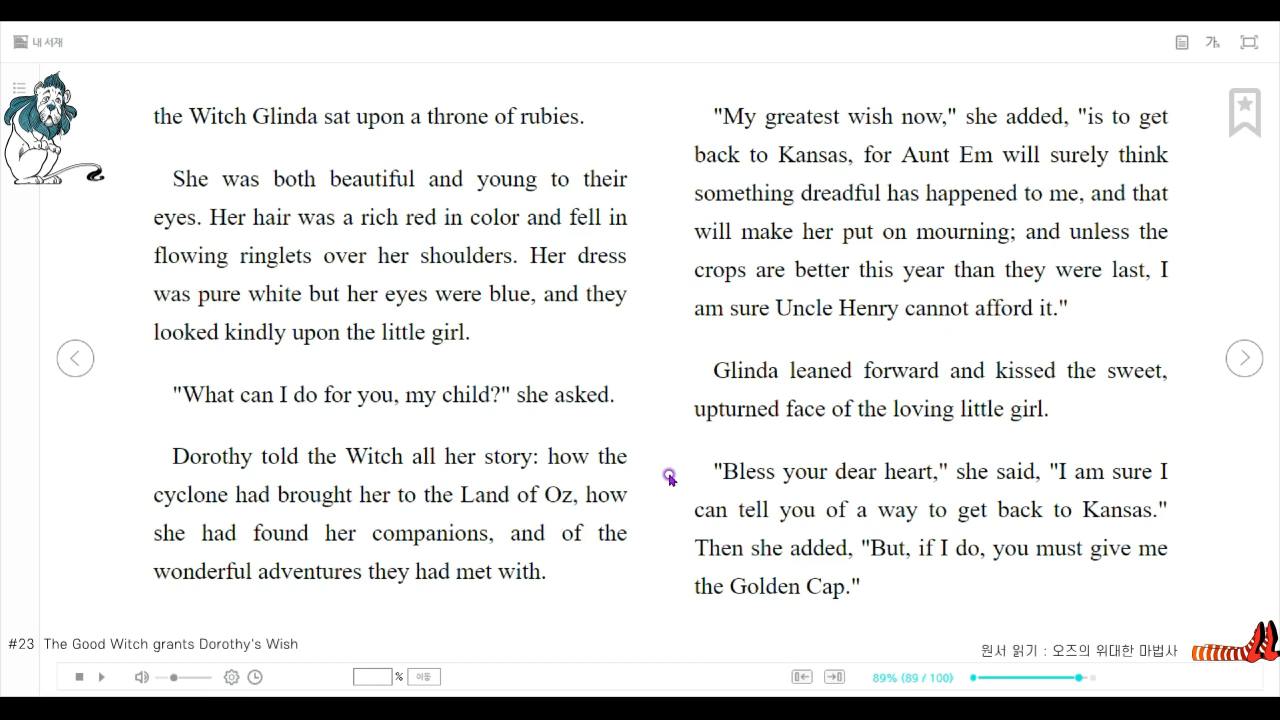 내 서재
가
the Witch Glinda sat upon a throne of rubies.
She was both beautiful and young to their
eyes. Her hair was a rich red in color and fell in
flowing ringlets over her shoulders. Her dress
was pure white but her eyes were blue, and they
looked kindly upon the little girl.
"What can I do for you, my child?" she asked.
Dorothy told the Witch all her story: how the
cyclone had brought her to the Land of Oz, how
she had found her companions, and of the
wonderful adventures they had met with.
"My greatest wish now," she added, "is to get
back to Kansas, for Aunt Em will surely think
something dreadful has happened to me, and that
will make her put on mourning; and unless the
crops are better this year than they were last, I
am sure Uncle Henry cannot afford it."
Glinda leaned forward and kissed the sweet,
upturned face of the loving little girl.
"Bless your dear heart," she said, "I am sure I
can tell you of a way to get back to Kansas."
Then she added, "But, if I do, you must give me
the Golden Cap."
#23 The Good Witch grants Dorothy's Wish
원서 읽기 : 오즈의 위대한 마법사
% 이동
89% (89 / 100)